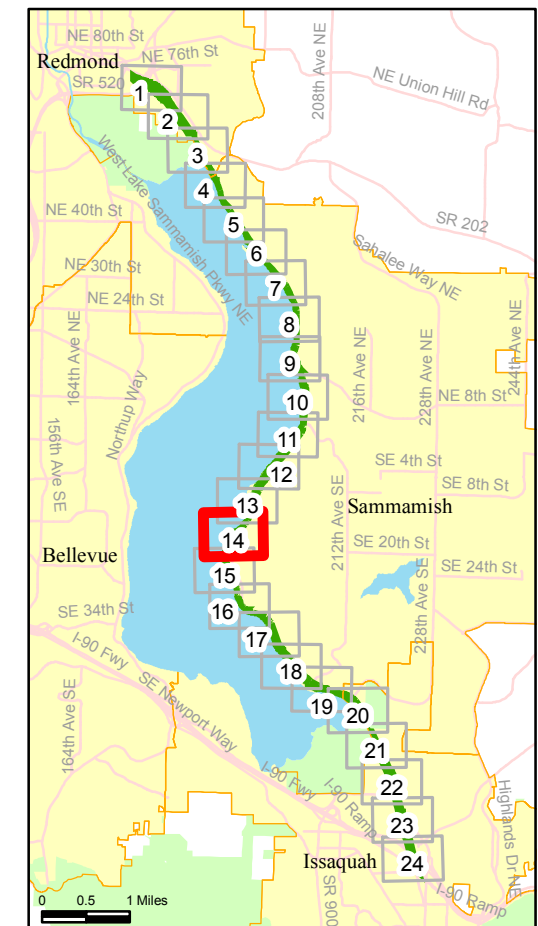 NE 80th St
NE 76th St
Redmond
SR 520
208th Ave NE
NE Union Hill Rd
1
2
3
West Lake Sammamish Pkwy NE
4
NE 40th St
5
SR 202
6
Sahalee Way NE
NE 30th St
7
NE 24th St
8
164th Ave NE
216th Ave NE
228th Ave NE
244th Ave NE
9
Northup Way
10
NE 8th St
156th Ave SE
11
12
SE 4th St
SE 8th St
13
Sammamish
212th Ave SE
14
SE 20th St
Bellevue
SE 24th St
15
228th Ave SE
16
SE 34th St
17
I-90 Fwy
SE Newport Way
18
164th Ave SE
19
20
21
I-90 Fwy
I-90 Ramp
22
Highlands Dr NE
23
Issaquah
24
SR 900
I-90 Ramp
0 0.5 1 Miles